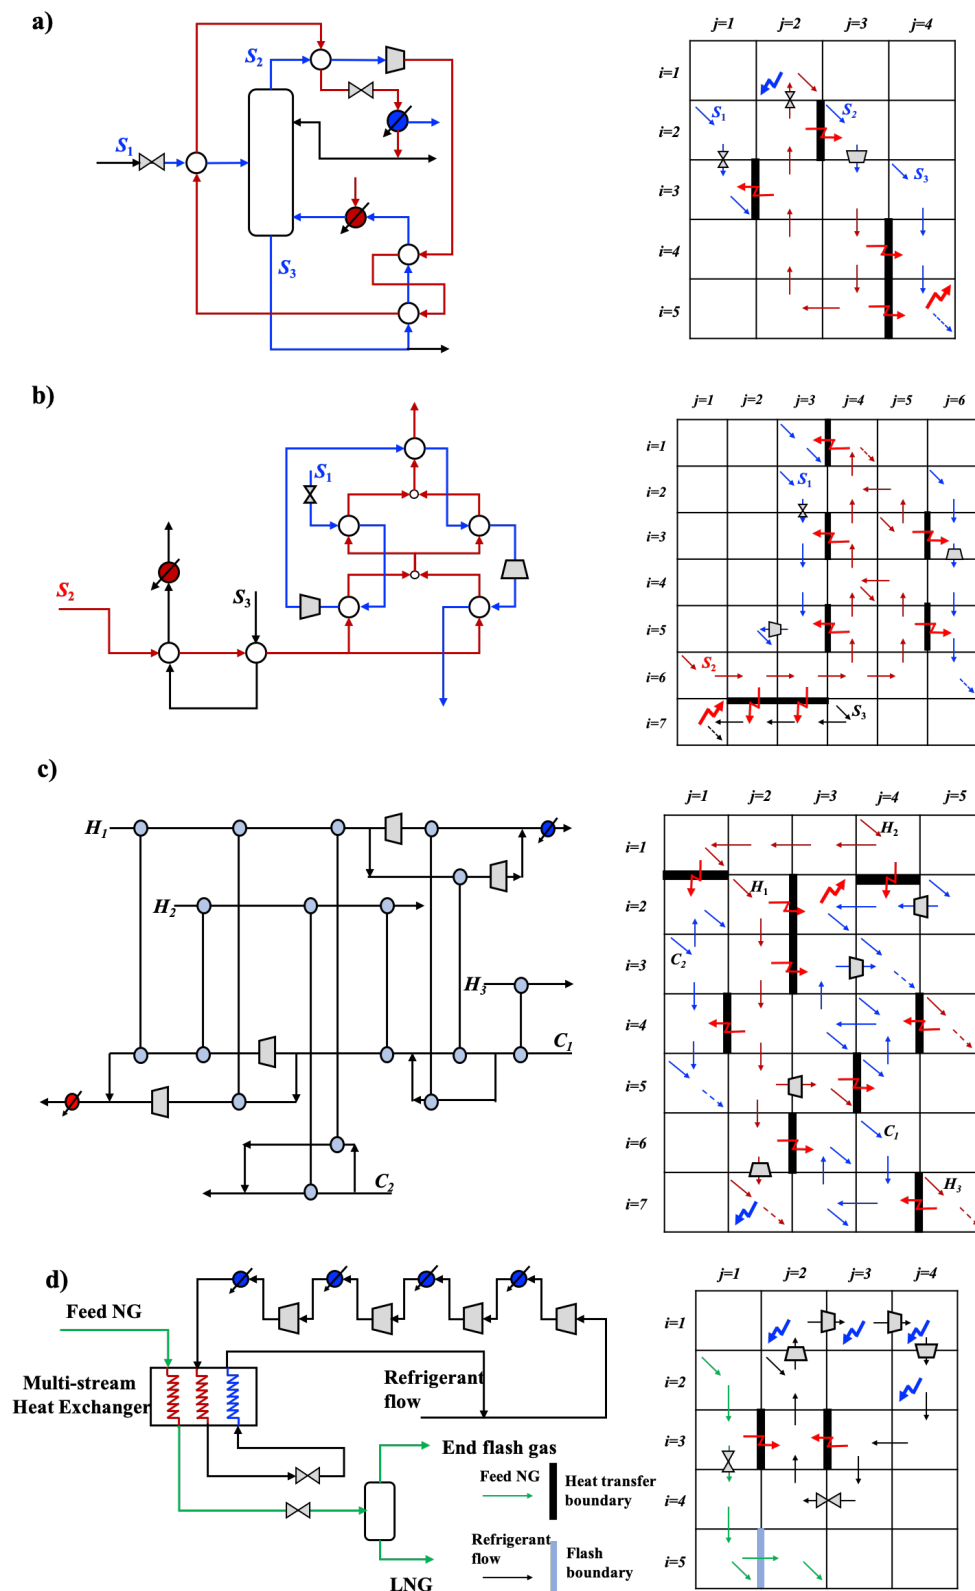 a)
S2
S1
S3
j=1 j=2 j=3 j=4
i=1
i=2
i=3
i=4
i=5
S1
S2
S3
b)
S1
S2
S3
j=1 j=2 j=3 j=4 j=5 j=6
i=1
i=2
i=3
i=4
i=5
i=6
i=7
S1
S2
S3
c)
H1
H2
H3
C1
C2
j=1 j=2 j=3 j=4 j=5
i=1
i=2
i=3
i=4
i=5
i=6
i=7
H2
H1
C2
C1
H3
d)
Feed NG
Multi-stream
Heat Exchanger
Refrigerant
flow
End flash gas
LNG
Feed NG
Heat transfer
boundary
Refrigerant
flow
Flash
boundary
j=1 j=2 j=3 j=4
i=1
i=2
i=3
i=4
i=5